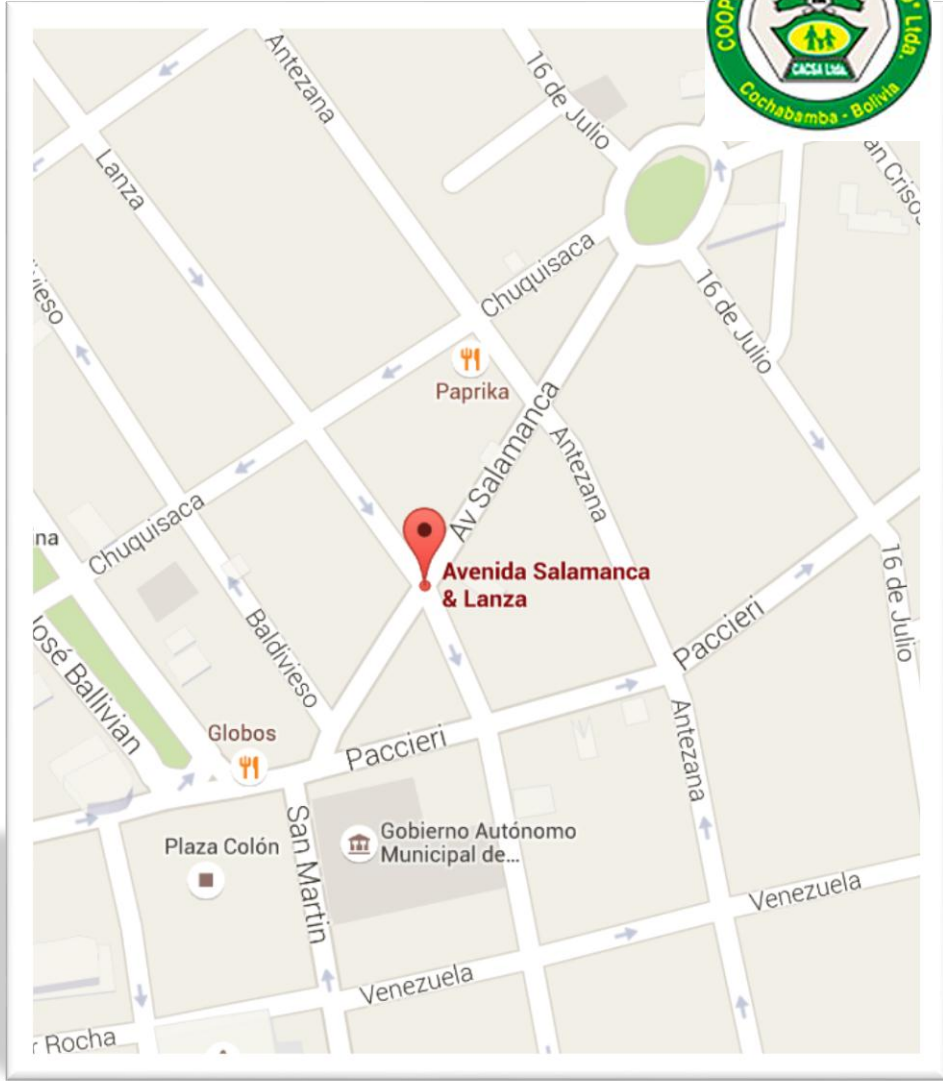 CACSA Ltda.
Cochabamba - Bolivia
Antezana
16 de Julio
Lanza
Chuquisaca
16 de Julio
Paprika
Av Salamanca
Antezana
Chuquisaca
Avenida Salamanca
& Lanza
Paccieri
16 de Julio
Baldivieso
José Ballivian
Globos
Paccieri
Antezana
San Martin
Plaza Colón
Gobierno Autónomo
Municipal de...
Venezuela
Venezuela
Rocha